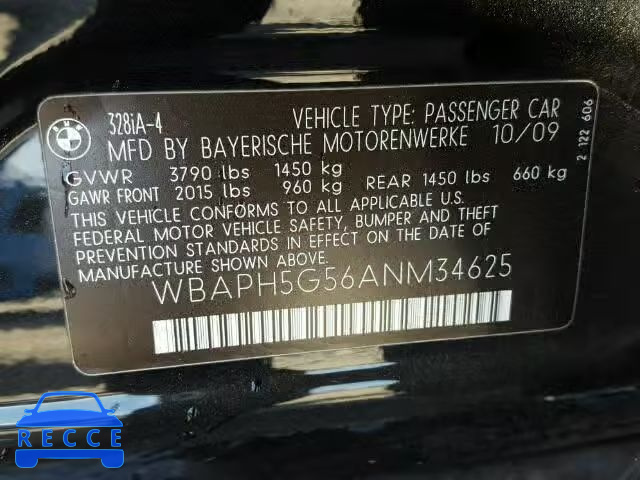 BMW
328iA-4 VEHICLE TYPE: PASSENGER CAR
MFD BY BAYERISCHE MOTORENWERKE 10/09
GVWR 3790 lbs 1450 kg
GAWR FRONT 2015 lbs 960 kg REAR 1450 lbs 660 kg
THIS VEHICLE CONFORMS TO ALL APPLICABLE
FEDERAL MOTOR VEHICLE SAFETY, BUMPER AND THEFT
PREVENTION STANDARDS IN EFFECT ON THE DATE OF
MANUFACTURE SHOWN ABOVE.
WBAPH5G56ANM34625
2 122 606
RECCE